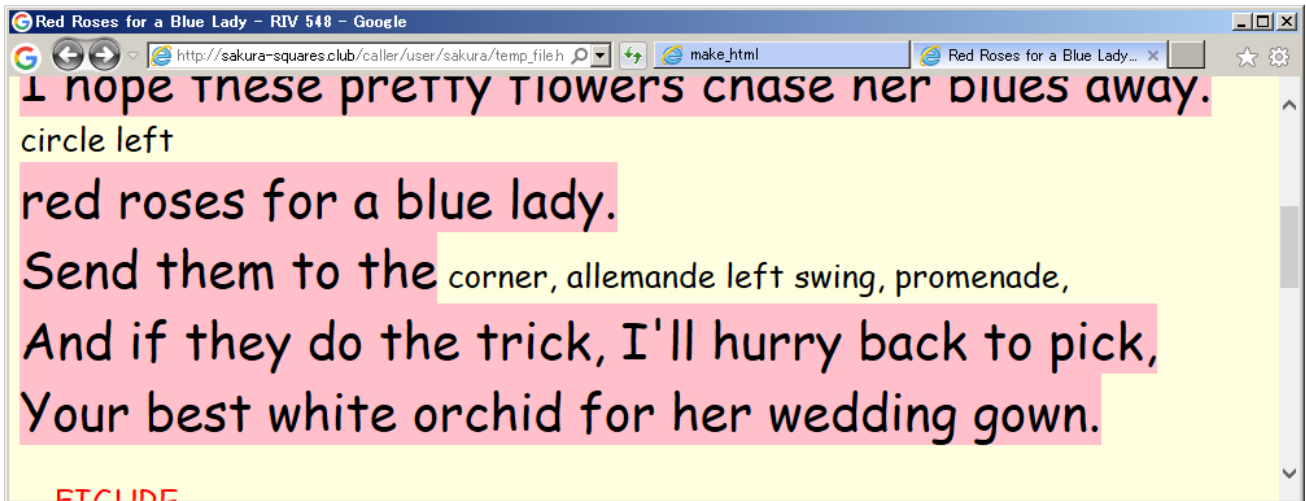 Red Roses for a Blue Lady - RIV 548 - Google
http://sakura-squares.club/caller/user/sakura/temp_file.h
make_html
Red Roses for a Blue Lady...
I hope these pretty flowers chase her blues away.
circle left
red roses for a blue lady.
Send them to the corner, allemande left swing, promenade,
And if they do the trick, I'll hurry back to pick,
Your best white orchid for her wedding gown.
FIGURE